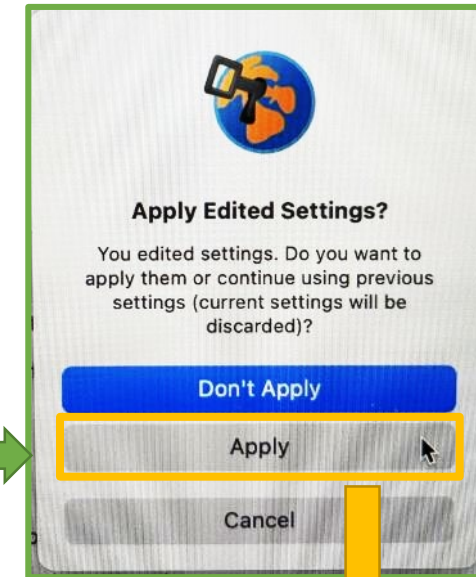 Apply Edited Settings?
You edited settings. Do you want to
apply them or continue using previous
settings (current settings will be
discarded)?
Don't Apply
Apply
Cancel